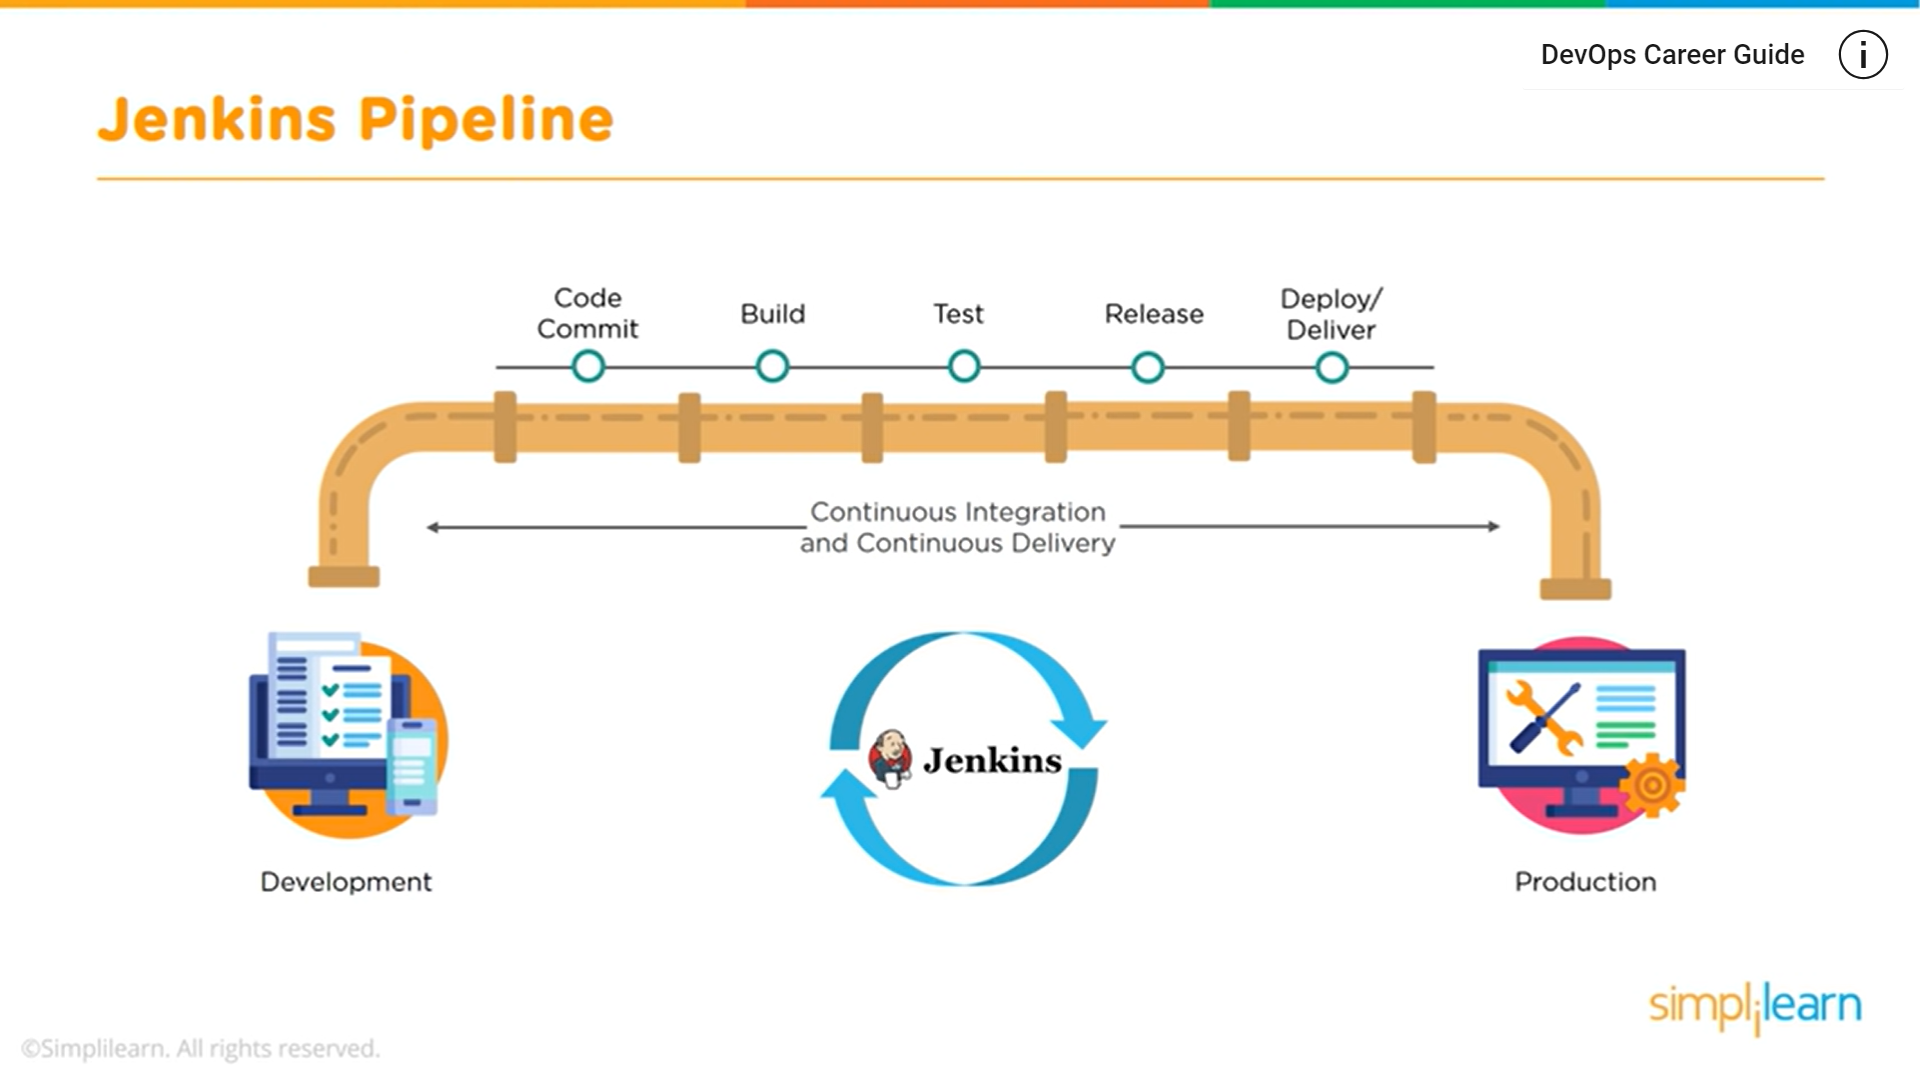 DevOps Career Guide
i
Jenkins Pipeline
Code
Commit
Build
Test
Release
Deploy/
Deliver
Continuous Integration
and Continuous Delivery
Jenkins
Development
Production
simplilearn
©Simplilearn. All rights reserved.